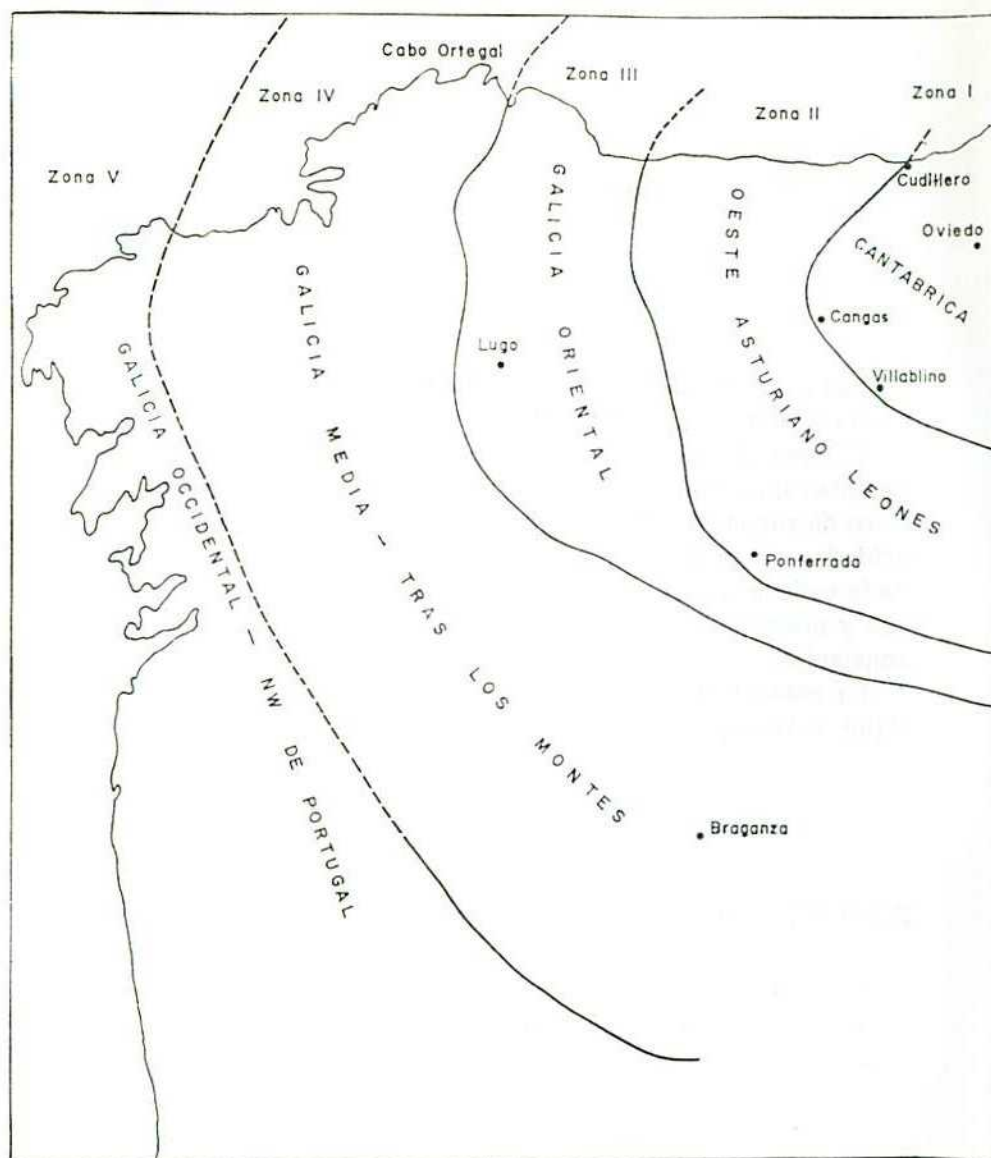 Cabo Ortegal
Zona III
Zona I
Zona IV
Zona II
Zona V
Cudillero
Oviedo
CANTABRICA
Cangas
Lugo
Villablino
GALICIA ORIENTAL
OESTE ASTURIANO LEONES
GALICIA MEDIA — TRAS LOS MONTES
GALICIA OCCIDENTAL — NW DE PORTUGAL
Ponferrada
Braganza